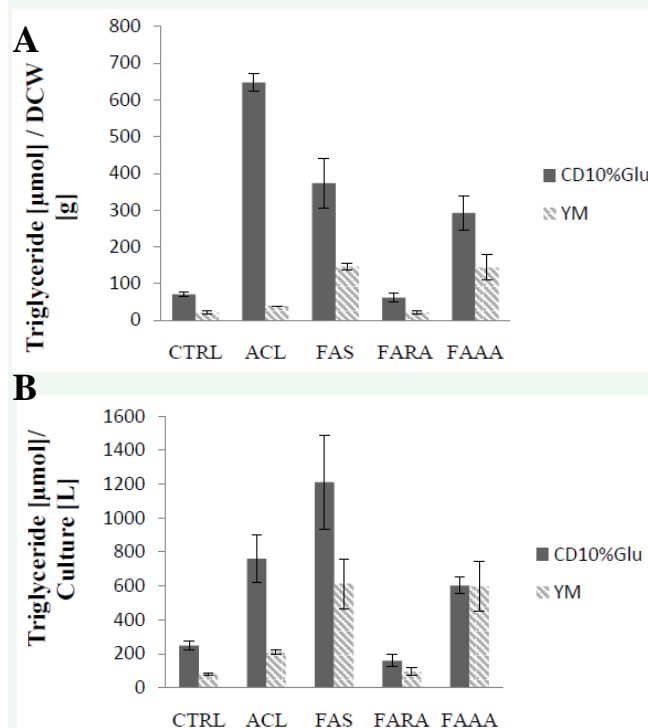 A
Triglyceride [μmol] / DCW
[g]
800
700
600
500
400
300
200
100
0
CTRL ACL FAS FARA FAAA
CD10%Glu
YM
B
Triglyceride [μmol]/
Culture [L]
1600
1400
1200
1000
800
600
400
200
0
CTRL ACL FAS FARA FAAA
CD10%Glu
YM